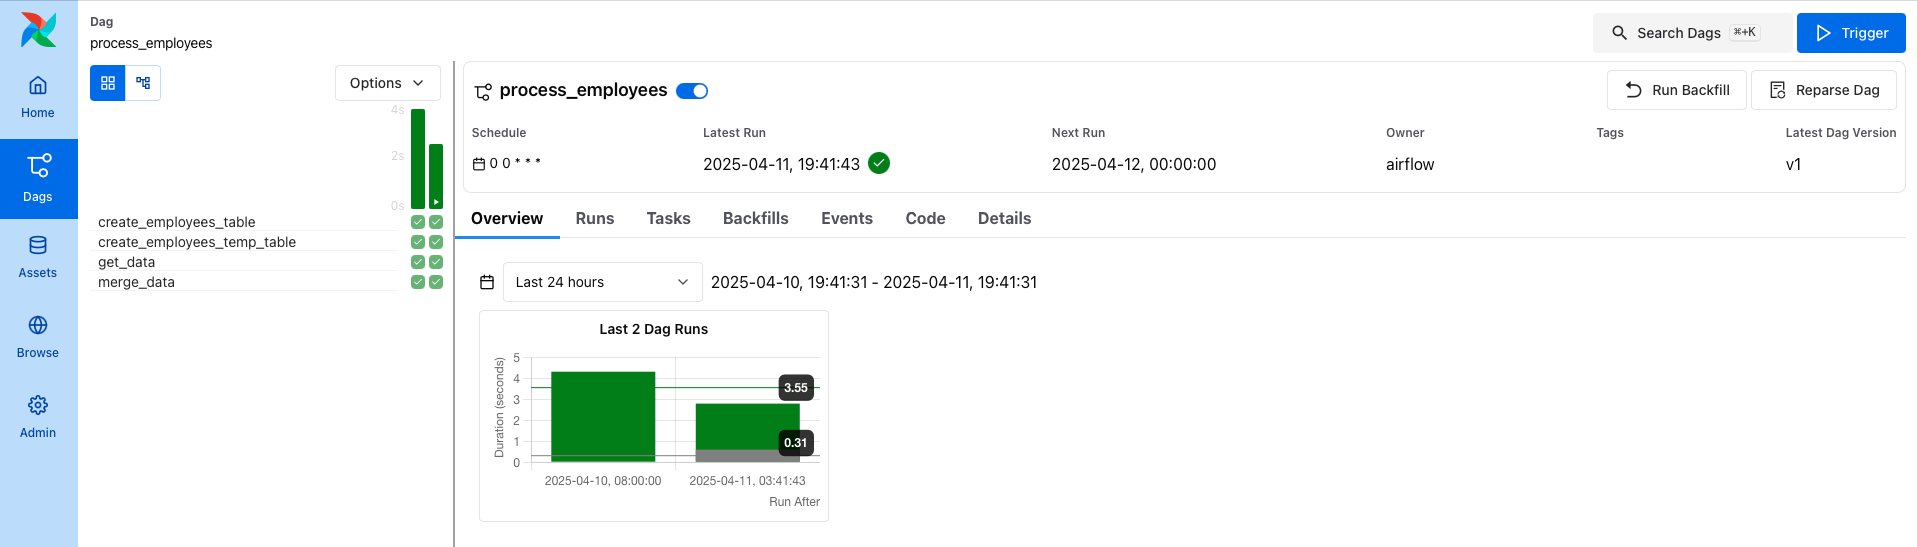 Dag
process_employees
Search Dags ⌘+K
Trigger
Home
Dags
Assets
Browse
Admin
Options
4s
2s
0s
create_employees_table
create_employees_temp_table
get_data
merge_data
process_employees
Run Backfill
Reparse Dag
Schedule
0 0 * * *
Latest Run
2025-04-11, 19:41:43
Next Run
2025-04-12, 00:00:00
Owner
airflow
Tags
Latest Dag Version
v1
Overview Runs Tasks Backfills Events Code Details
Last 24 hours
2025-04-10, 19:41:31 - 2025-04-11, 19:41:31
Last 2 Dag Runs
Duration (seconds)
5
4
3
2
1
0
3.55
0.31
2025-04-10, 08:00:00
2025-04-11, 03:41:43
Run After